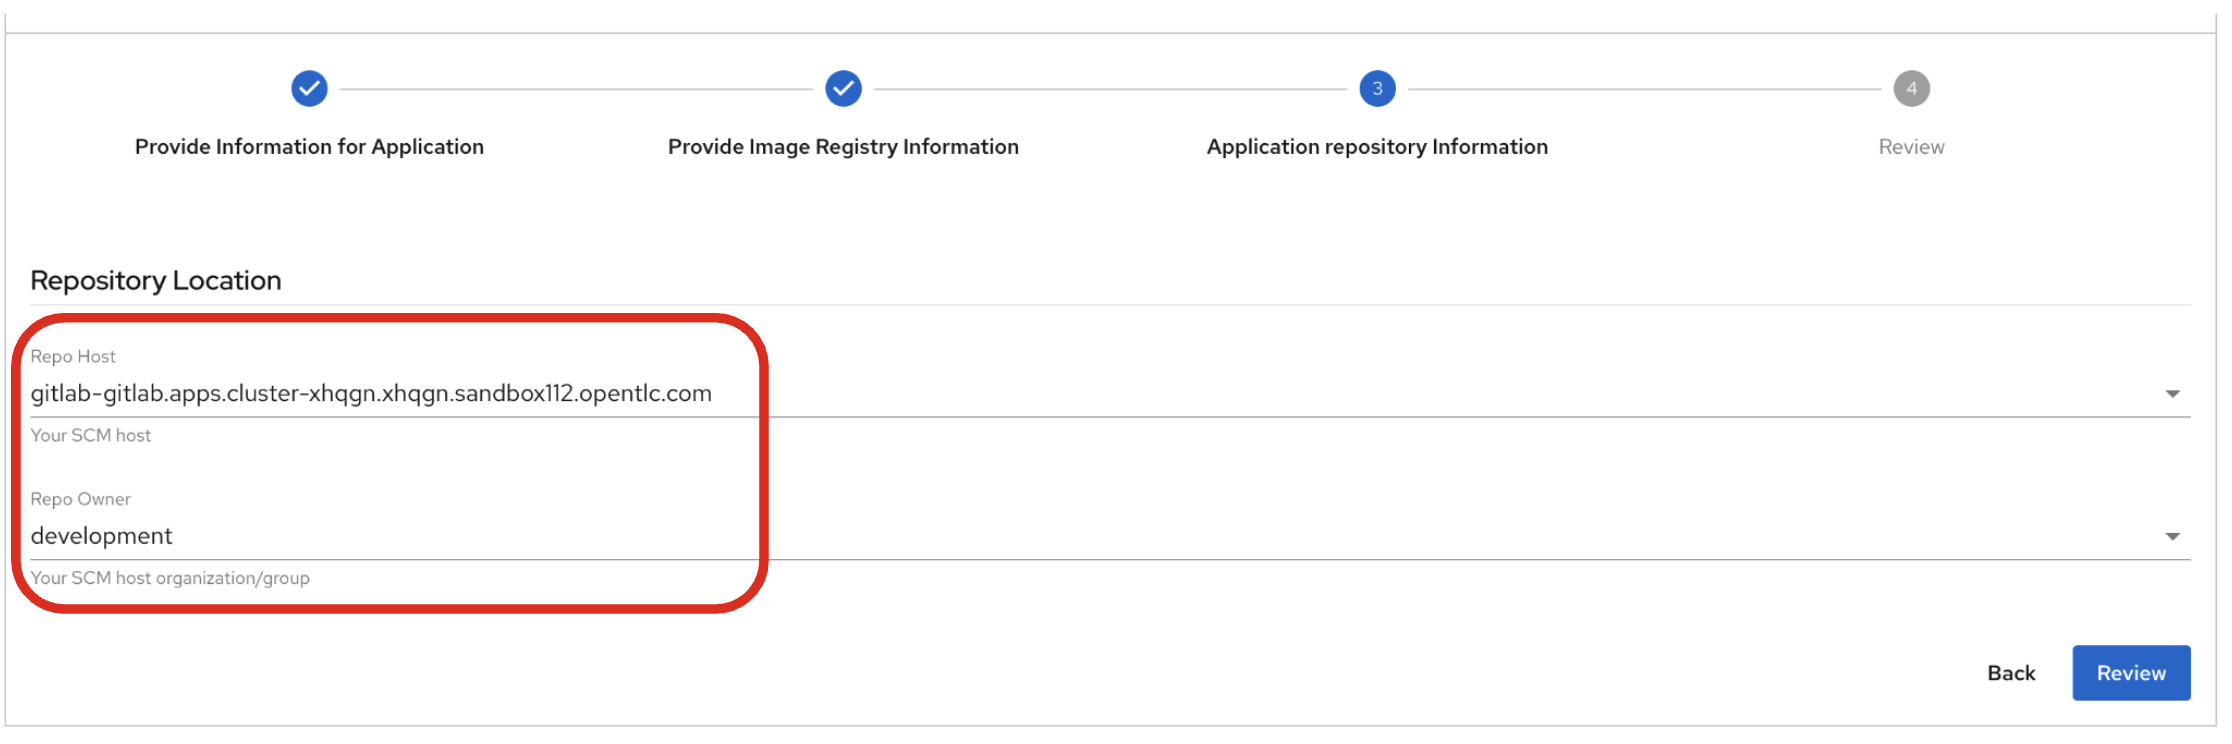 3
4
Provide Information for Application
Provide Image Registry Information
Application repository Information
Review
Repository Location
Repo Host
gitlab-gitlab.apps.cluster-xhqgn.xhqgn.sandbox112.opentlc.com
Your SCM host
Repo Owner
development
Your SCM host organization/group
Back
Review